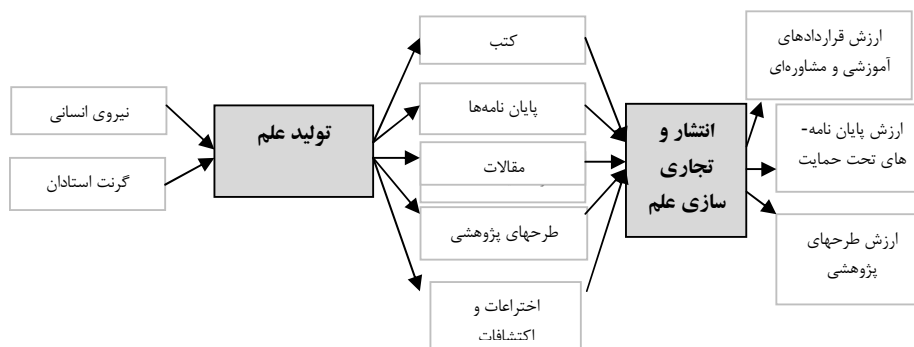 نیروی انسانی
گرنت استادان
تولید علم
کتب
پایان نامه‌ها
مقالات
طرحهای پژوهشی
اختراعات و
اکتشافات
انتشار و
تجاری
سازی علم
ارزش قراردادهای
آموزشی و مشاوره‌ای
ارزش پایان نامه-
های تحت حمایت
ارزش طرحهای
پژوهشی